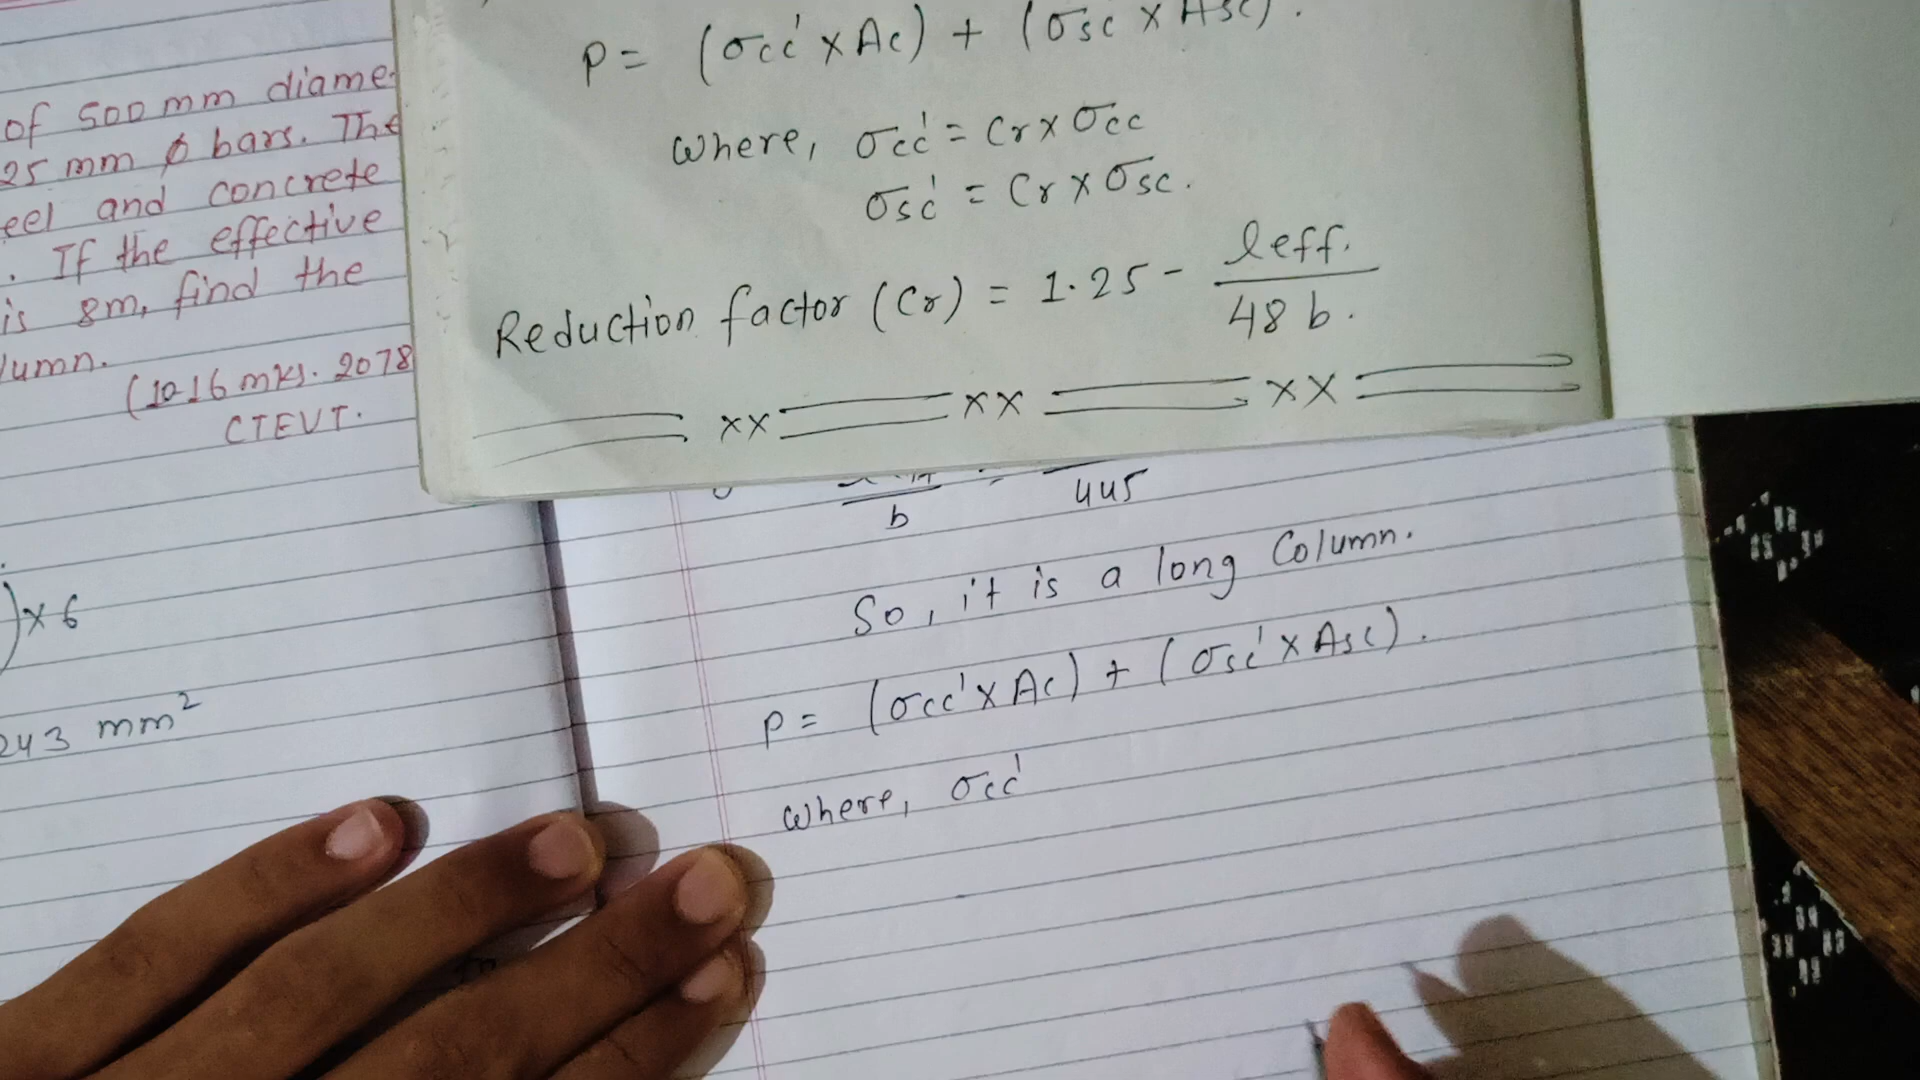 of 500 mm diame
25 mm ϕ bars. The
eel and concrete
. If the effective
is 8m, find the
lumn.
(10-16 mks. 2078
CTEVT.
)x 6
243 mm²
P = (σcc' x Ac) + (σsc x Asc).
where, σcc' = Cr x σcc
σsc' = Cr x σsc.
Reduction factor (Cr) = 1.25 - leff. / 48 b.
xx xx xx
b 445
So, it is a long Column.
P = (σcc' x Ac) + (σsc' x Asc).
where, σcc'